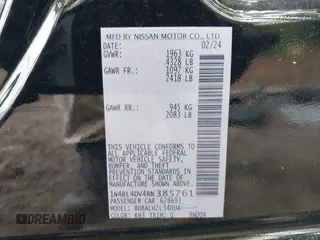 MFD BY NISSAN MOTOR CO., LTD.
02/24
GVWR: 1963 KG
4328 LB
GAWR FR.: 1097 KG
2418 LB
GAWR RR.: 945 KG
2083 LB
THIS VEHICLE CONFORMS TO ALL APPLICABLE
FEDERAL MOTOR VEHICLE SAFETY,
BUMPER, AND THEFT
PREVENTION STANDARDS IN EFFECT
ON THE DATE OF MANUFACTURE
SHOWN ABOVE.
1N4BL4DV4RN385761
PASSENGER CAR 628693
MODEL:
COLOR: KH3 TRIM: G